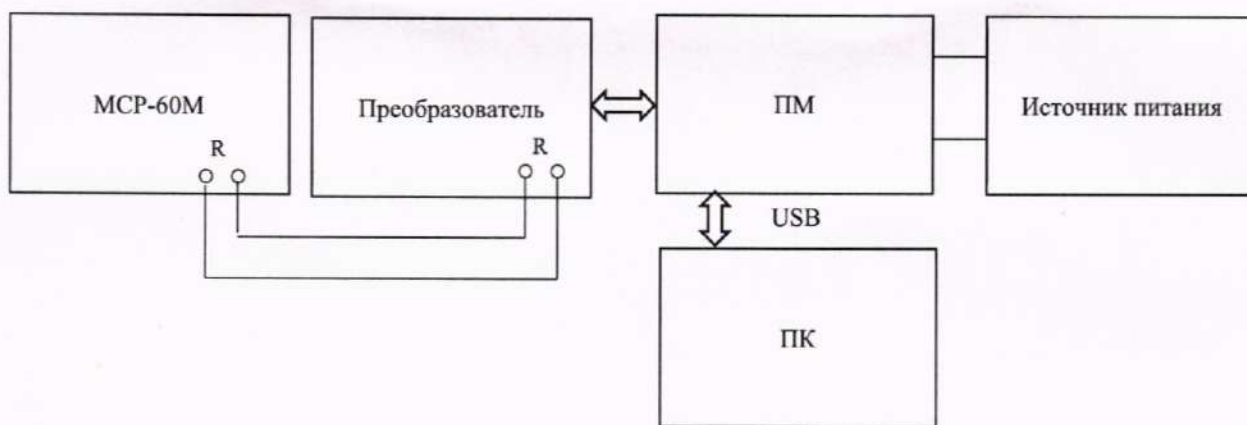 МСР-60М
Преобразователь
ПМ
Источник питания
R
R
USB
ПК